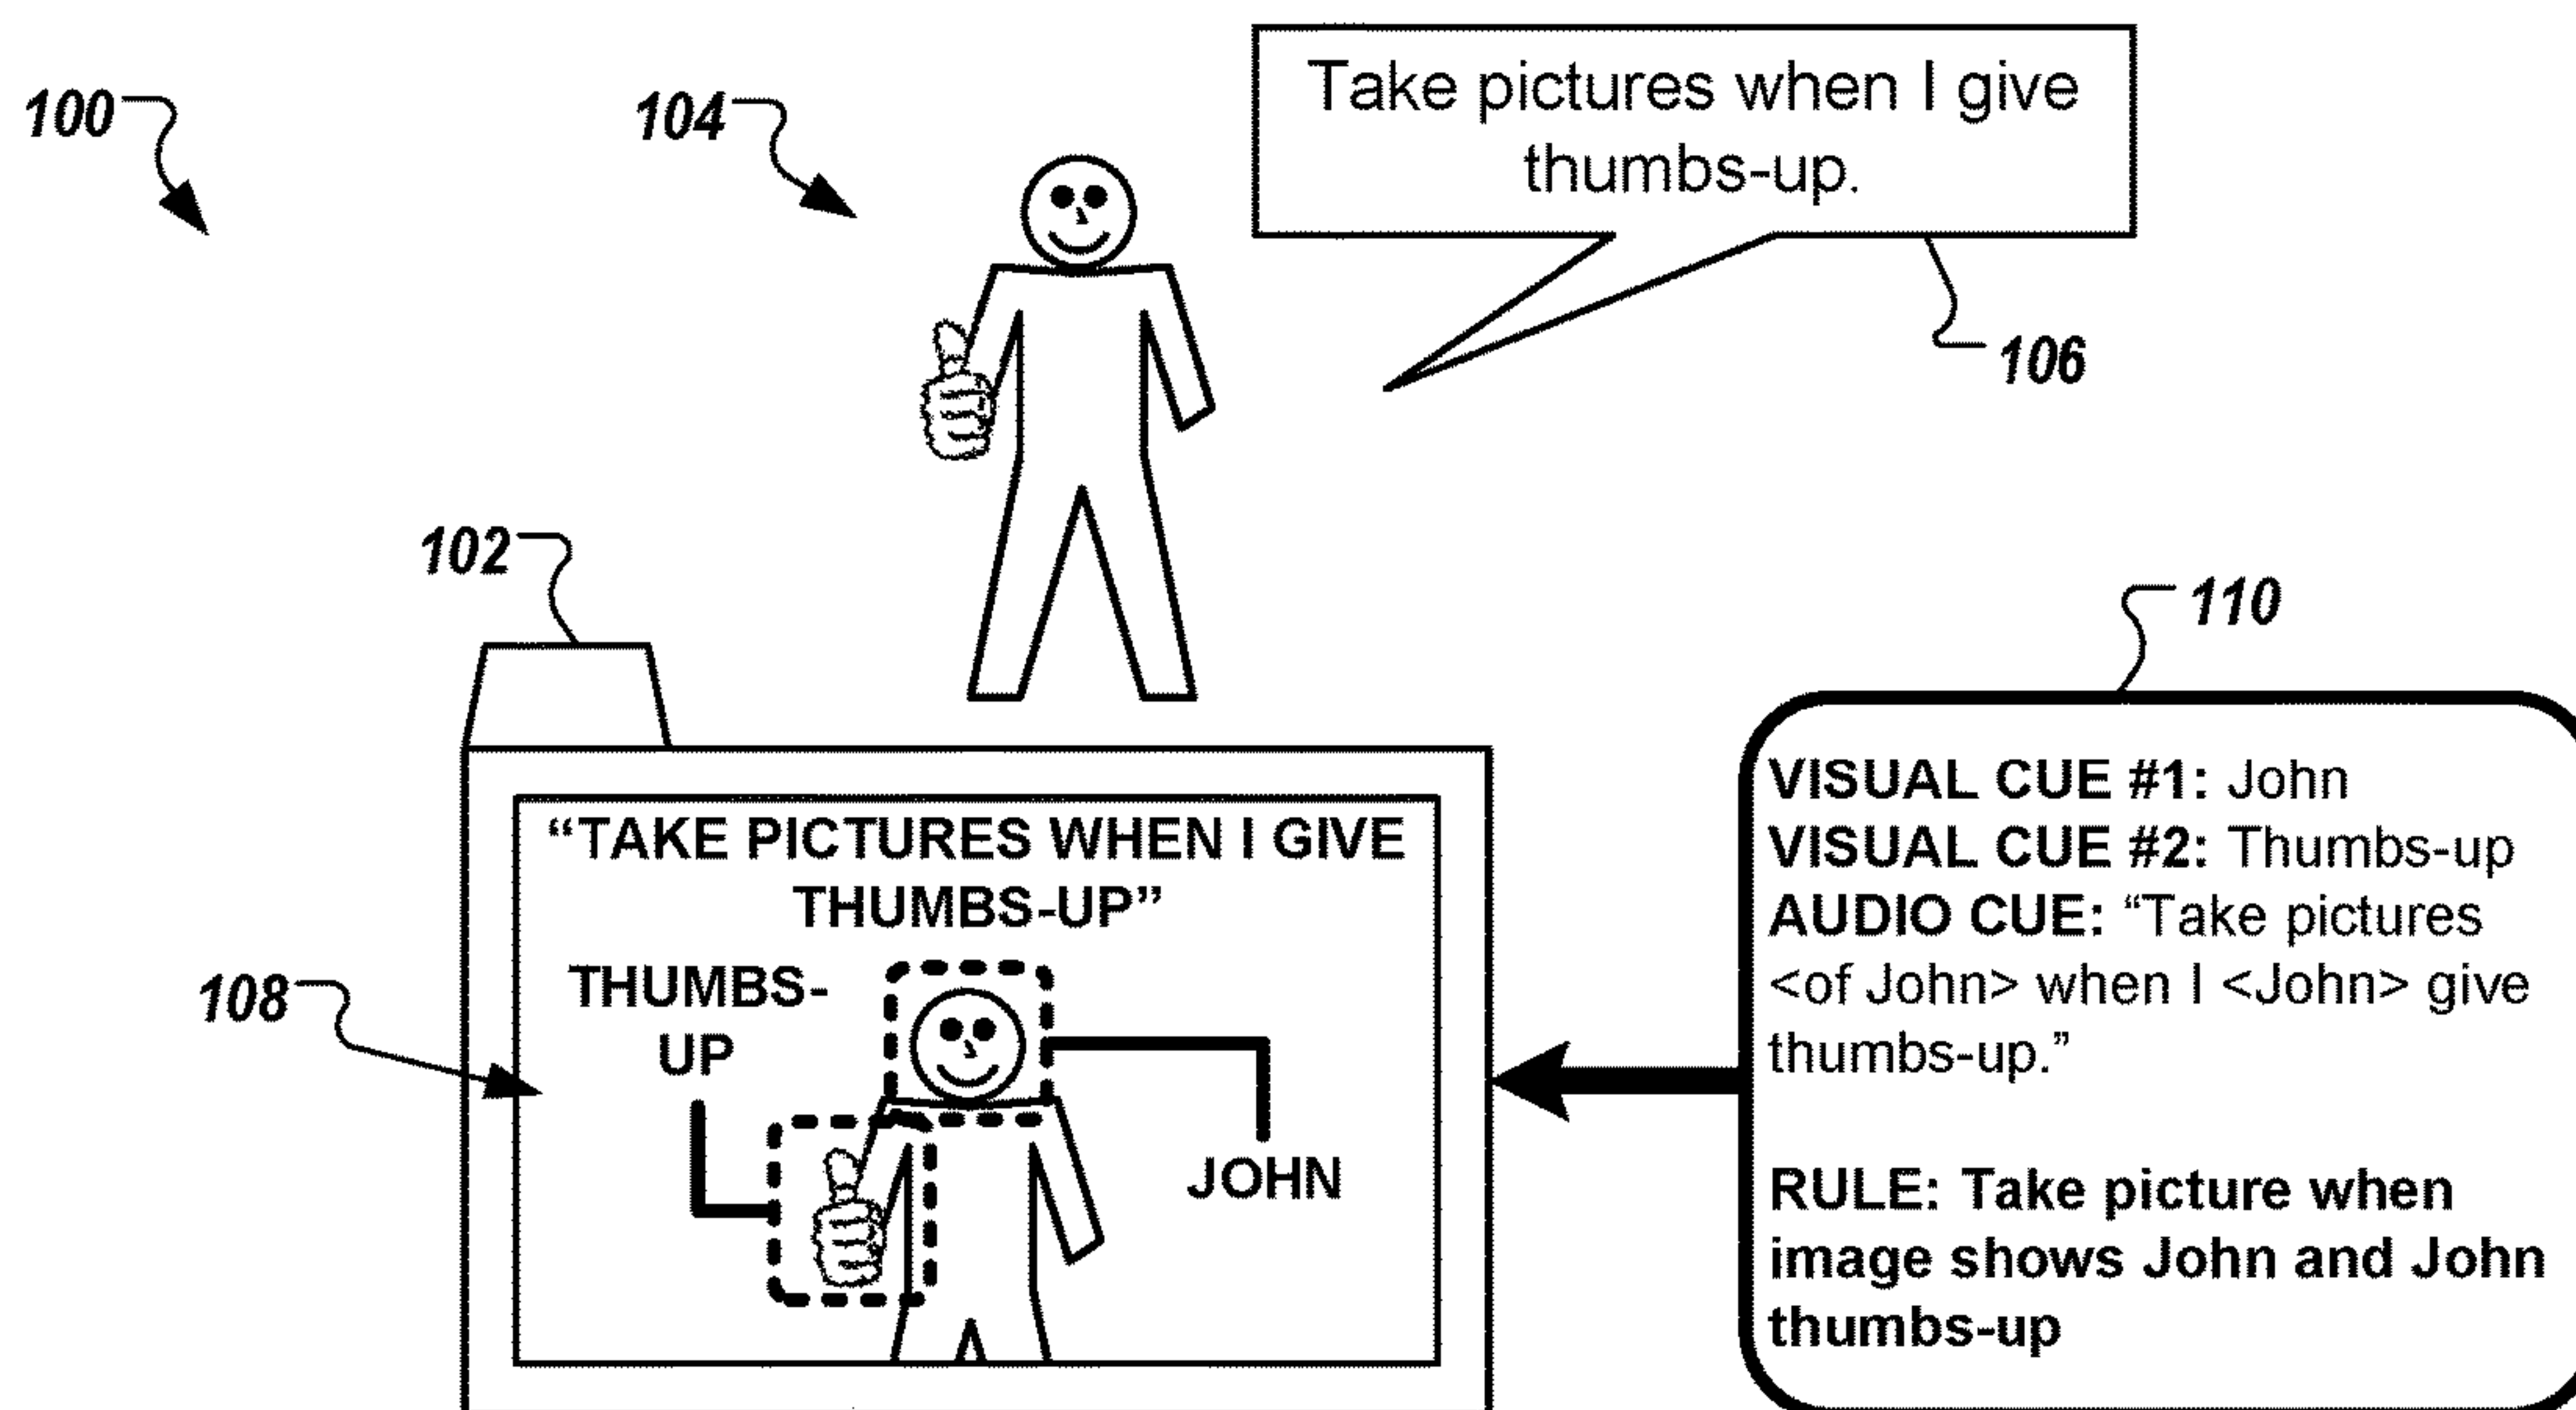 100
104
Take pictures when I give
thumbs-up.
106
102
110
“TAKE PICTURES WHEN I GIVE
THUMBS-UP”
THUMBS-
UP
108
JOHN
VISUAL CUE #1: John
VISUAL CUE #2: Thumbs-up
AUDIO CUE: “Take pictures
<of John> when I <John> give
thumbs-up.”
RULE: Take picture when
image shows John and John
thumbs-up